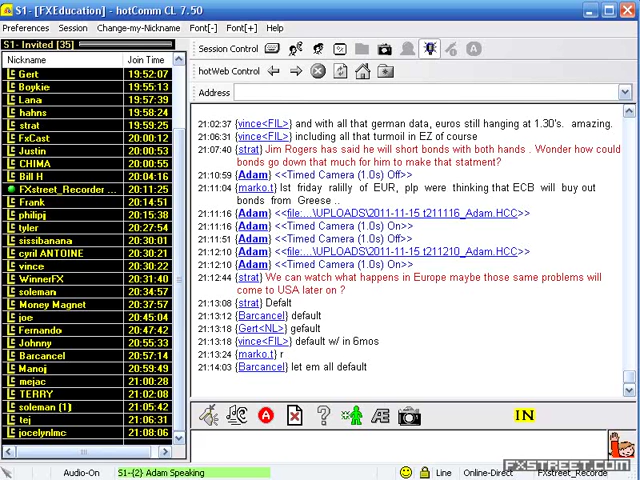 S1- [FXEducation] - hotComm CL 7.50
Preferences Session Change-my-Nickname Font[-] Font[+] Help
S1- Invited [35]
Nickname Join Time
Gert 19:52:07
Boykie 19:55:13
Lana 19:57:39
hahns 19:58:24
strat 19:59:25
FxCast 20:00:12
Justin 20:00:53
CHIMA 20:00:55
Bill H 20:04:16
FXstreet_Recorder ... 20:11:25
Frank 20:14:51
philipj 20:15:38
tyler 20:27:54
sissibanana 20:30:01
cyril ANTOINE 20:30:21
vince 20:30:22
WinnerFX 20:31:40
soleman 20:34:57
Money Magnet 20:37:57
joe 20:45:04
Fernando 20:47:42
Johnny 20:55:33
Barcancel 20:57:14
Manoj 20:59:49
mejac 21:00:28
TERRY 21:02:08
soleman (1) 21:05:42
tej 21:06:31
jocelynlmc 21:08:06
Session Control
hotWeb Control
Address
21:02:37 {vince<FIL>} and with all that german data, euros still hanging at 1.30's. amazing.
21:06:31 {vince<FIL>} including all that turmoil in EZ of course
21:07:40 {strat} Jim Rogers has said he will short bonds with both hands . Wonder how could
bonds go down that much for him to make that statment?
21:10:59 {Adam} <<Timed Camera (1.0s) Off>>
21:11:04 {marko.t} lst friday ralilly of EUR, plp were thinking that ECB will buy out
bonds from Greese ..
21:11:16 {Adam} <<file:...\UPLOADS\2011-11-15 t211116_Adam.HCC>>
21:11:16 {Adam} <<Timed Camera (1.0s) On>>
21:11:51 {Adam} <<Timed Camera (1.0s) Off>>
21:12:10 {Adam} <<file:...\UPLOADS\2011-11-15 t211210_Adam.HCC>>
21:12:10 {Adam} <<Timed Camera (1.0s) On>>
21:12:44 {strat} We can watch what happens in Europe maybe those same problems will
come to USA later on ?
21:13:08 {strat} Defalt
21:13:12 {Barcancel} default
21:13:18 {Gert<NL>} gefault
21:13:18 {vince<FIL>} default w/ in 6mos
21:13:24 {marko.t} r
21:14:03 {Barcancel} let em all default
IN
Audio-On S1-{2} Adam Speaking Line Online-Direct FXstreet_Recorde
FXSTREET.COM